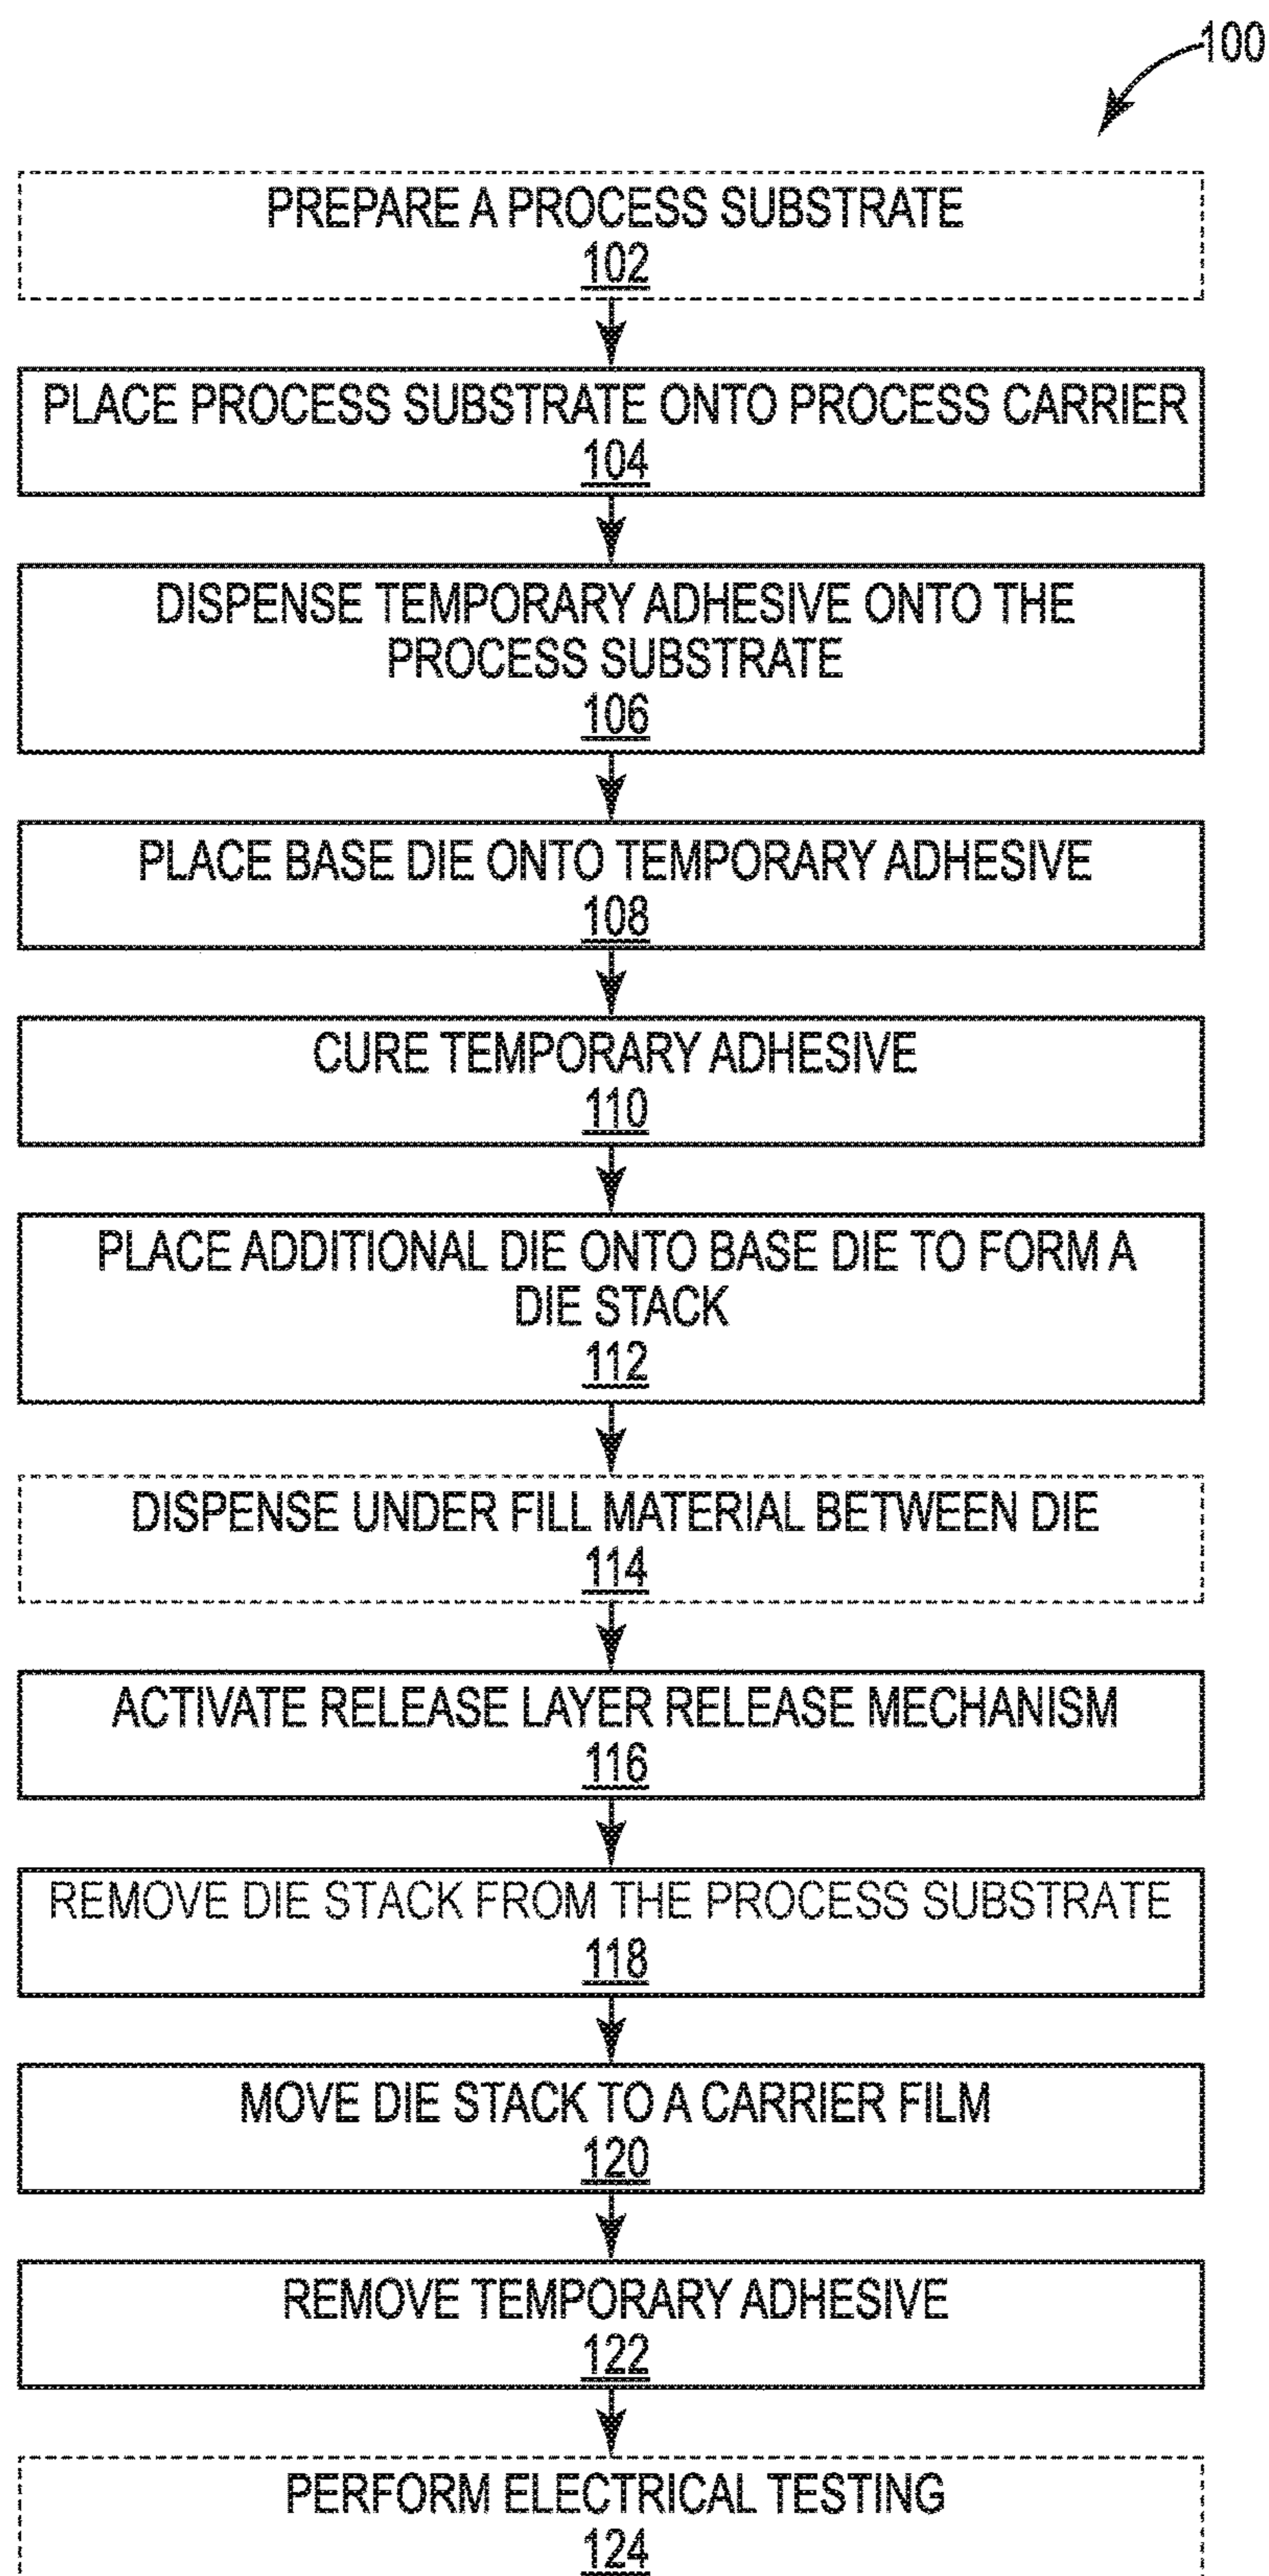 100
PREPARE A PROCESS SUBSTRATE
102
PLACE PROCESS SUBSTRATE ONTO PROCESS CARRIER
104
DISPENSE TEMPORARY ADHESIVE ONTO THE
PROCESS SUBSTRATE
106
PLACE BASE DIE ONTO TEMPORARY ADHESIVE
108
CURE TEMPORARY ADHESIVE
110
PLACE ADDITIONAL DIE ONTO BASE DIE TO FORM A
DIE STACK
112
DISPENSE UNDER FILL MATERIAL BETWEEN DIE
114
ACTIVATE RELEASE LAYER RELEASE MECHANISM
116
REMOVE DIE STACK FROM THE PROCESS SUBSTRATE
118
MOVE DIE STACK TO A CARRIER FILM
120
REMOVE TEMPORARY ADHESIVE
122
PERFORM ELECTRICAL TESTING
124